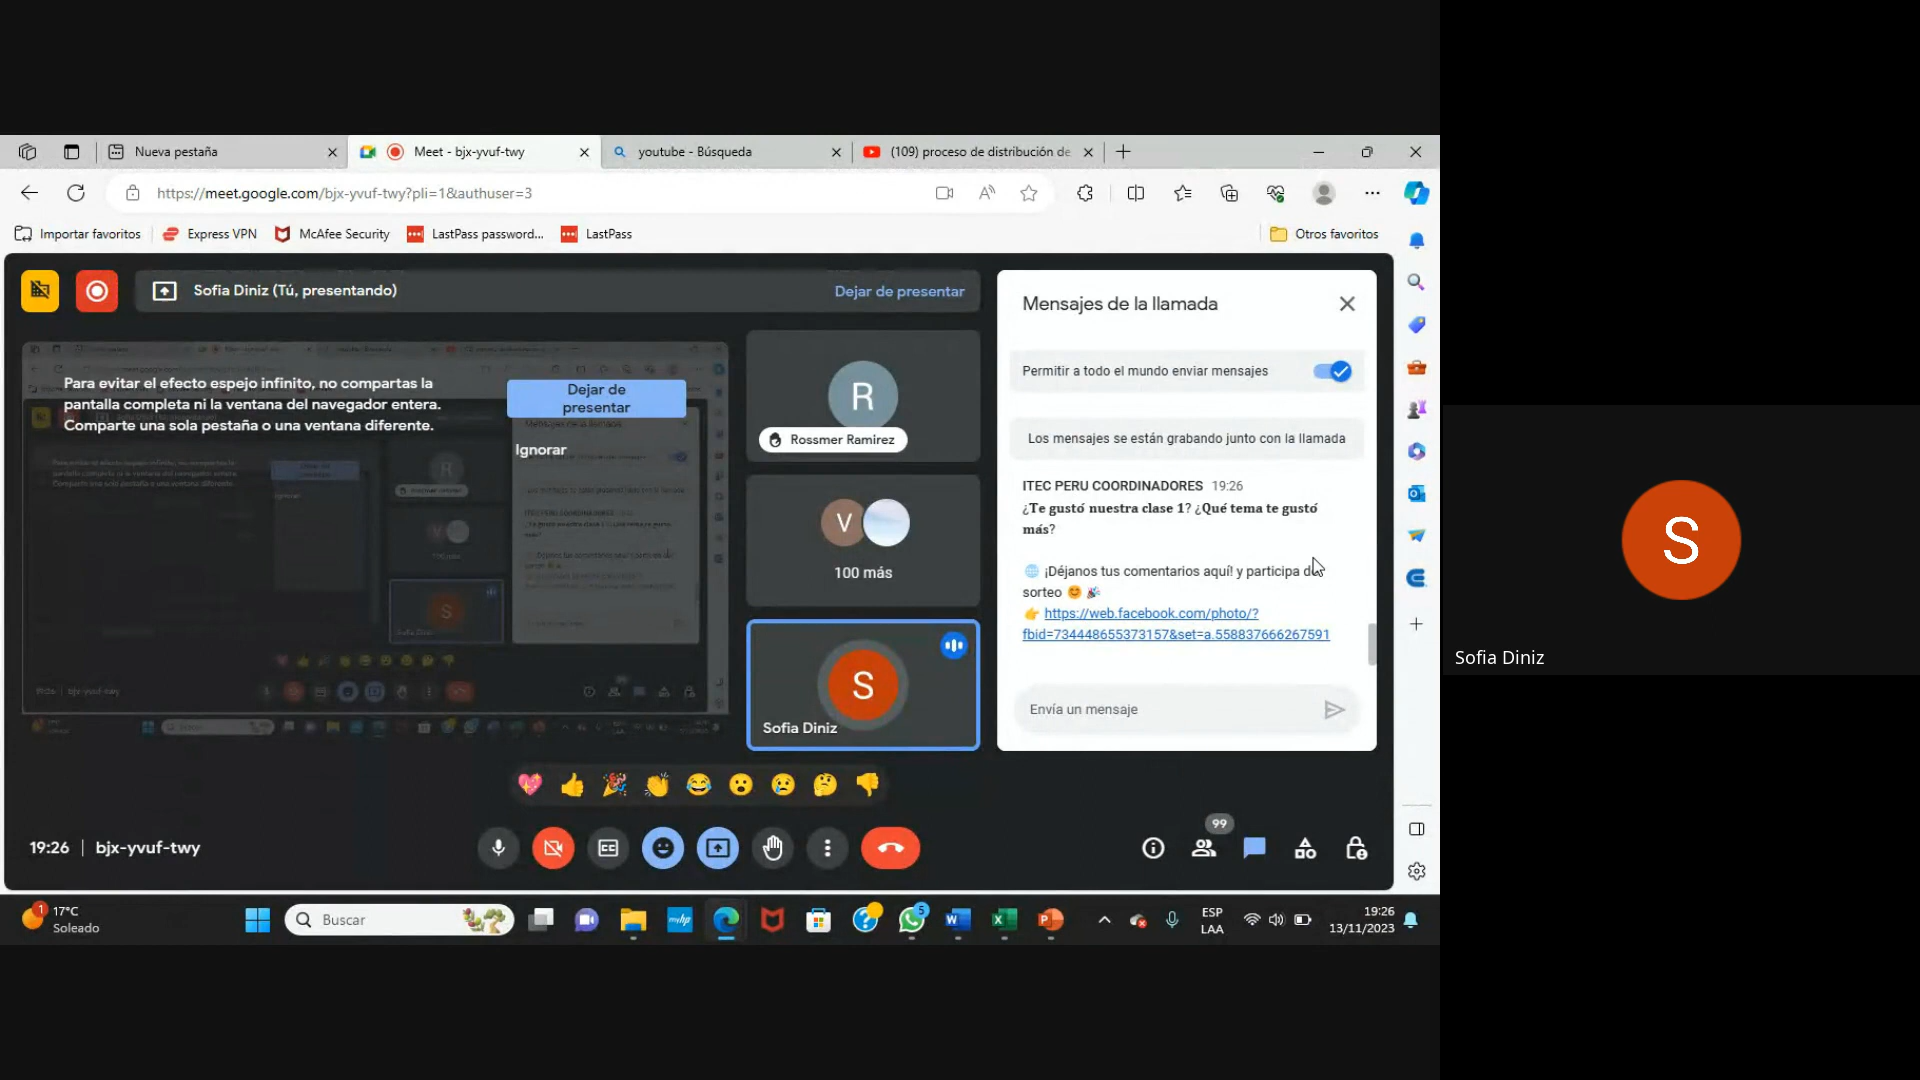 Nueva pestaña
Meet - bjx-yvuf-twy
youtube - Búsqueda
(109) proceso de distribución de
https://meet.google.com/bjx-yvuf-twy?pli=1&authuser=3
Importar favoritos
Express VPN
McAfee Security
LastPass password...
LastPass
Otros favoritos
Sofia Diniz (Tú, presentando)
Dejar de presentar
Para evitar el efecto espejo infinito, no compartas la
pantalla completa ni la ventana del navegador entera.
Comparte una sola pestaña o una ventana diferente.
Dejar de
presentar
Ignorar
R
Rossmer Ramirez
V
100 más
S
Sofia Diniz
Mensajes de la llamada
Permitir a todo el mundo enviar mensajes
Los mensajes se están grabando junto con la llamada
ITEC PERU COORDINADORES 19:26
¿Te gustó nuestra clase 1? ¿Qué tema te gustó
más?
🌐 ¡Déjanos tus comentarios aquí! y participa
sorteo 😊 🎉
👉 https://web.facebook.com/photo/?
fbid=734448655373157&set=a.558837666267591
Envía un mensaje
19:26 | bjx-yvuf-twy
CC
99
S
Sofia Diniz
1
17°C
Soleado
Buscar
myhp
5
W
X
P
ESP
LAA
19:26
13/11/2023